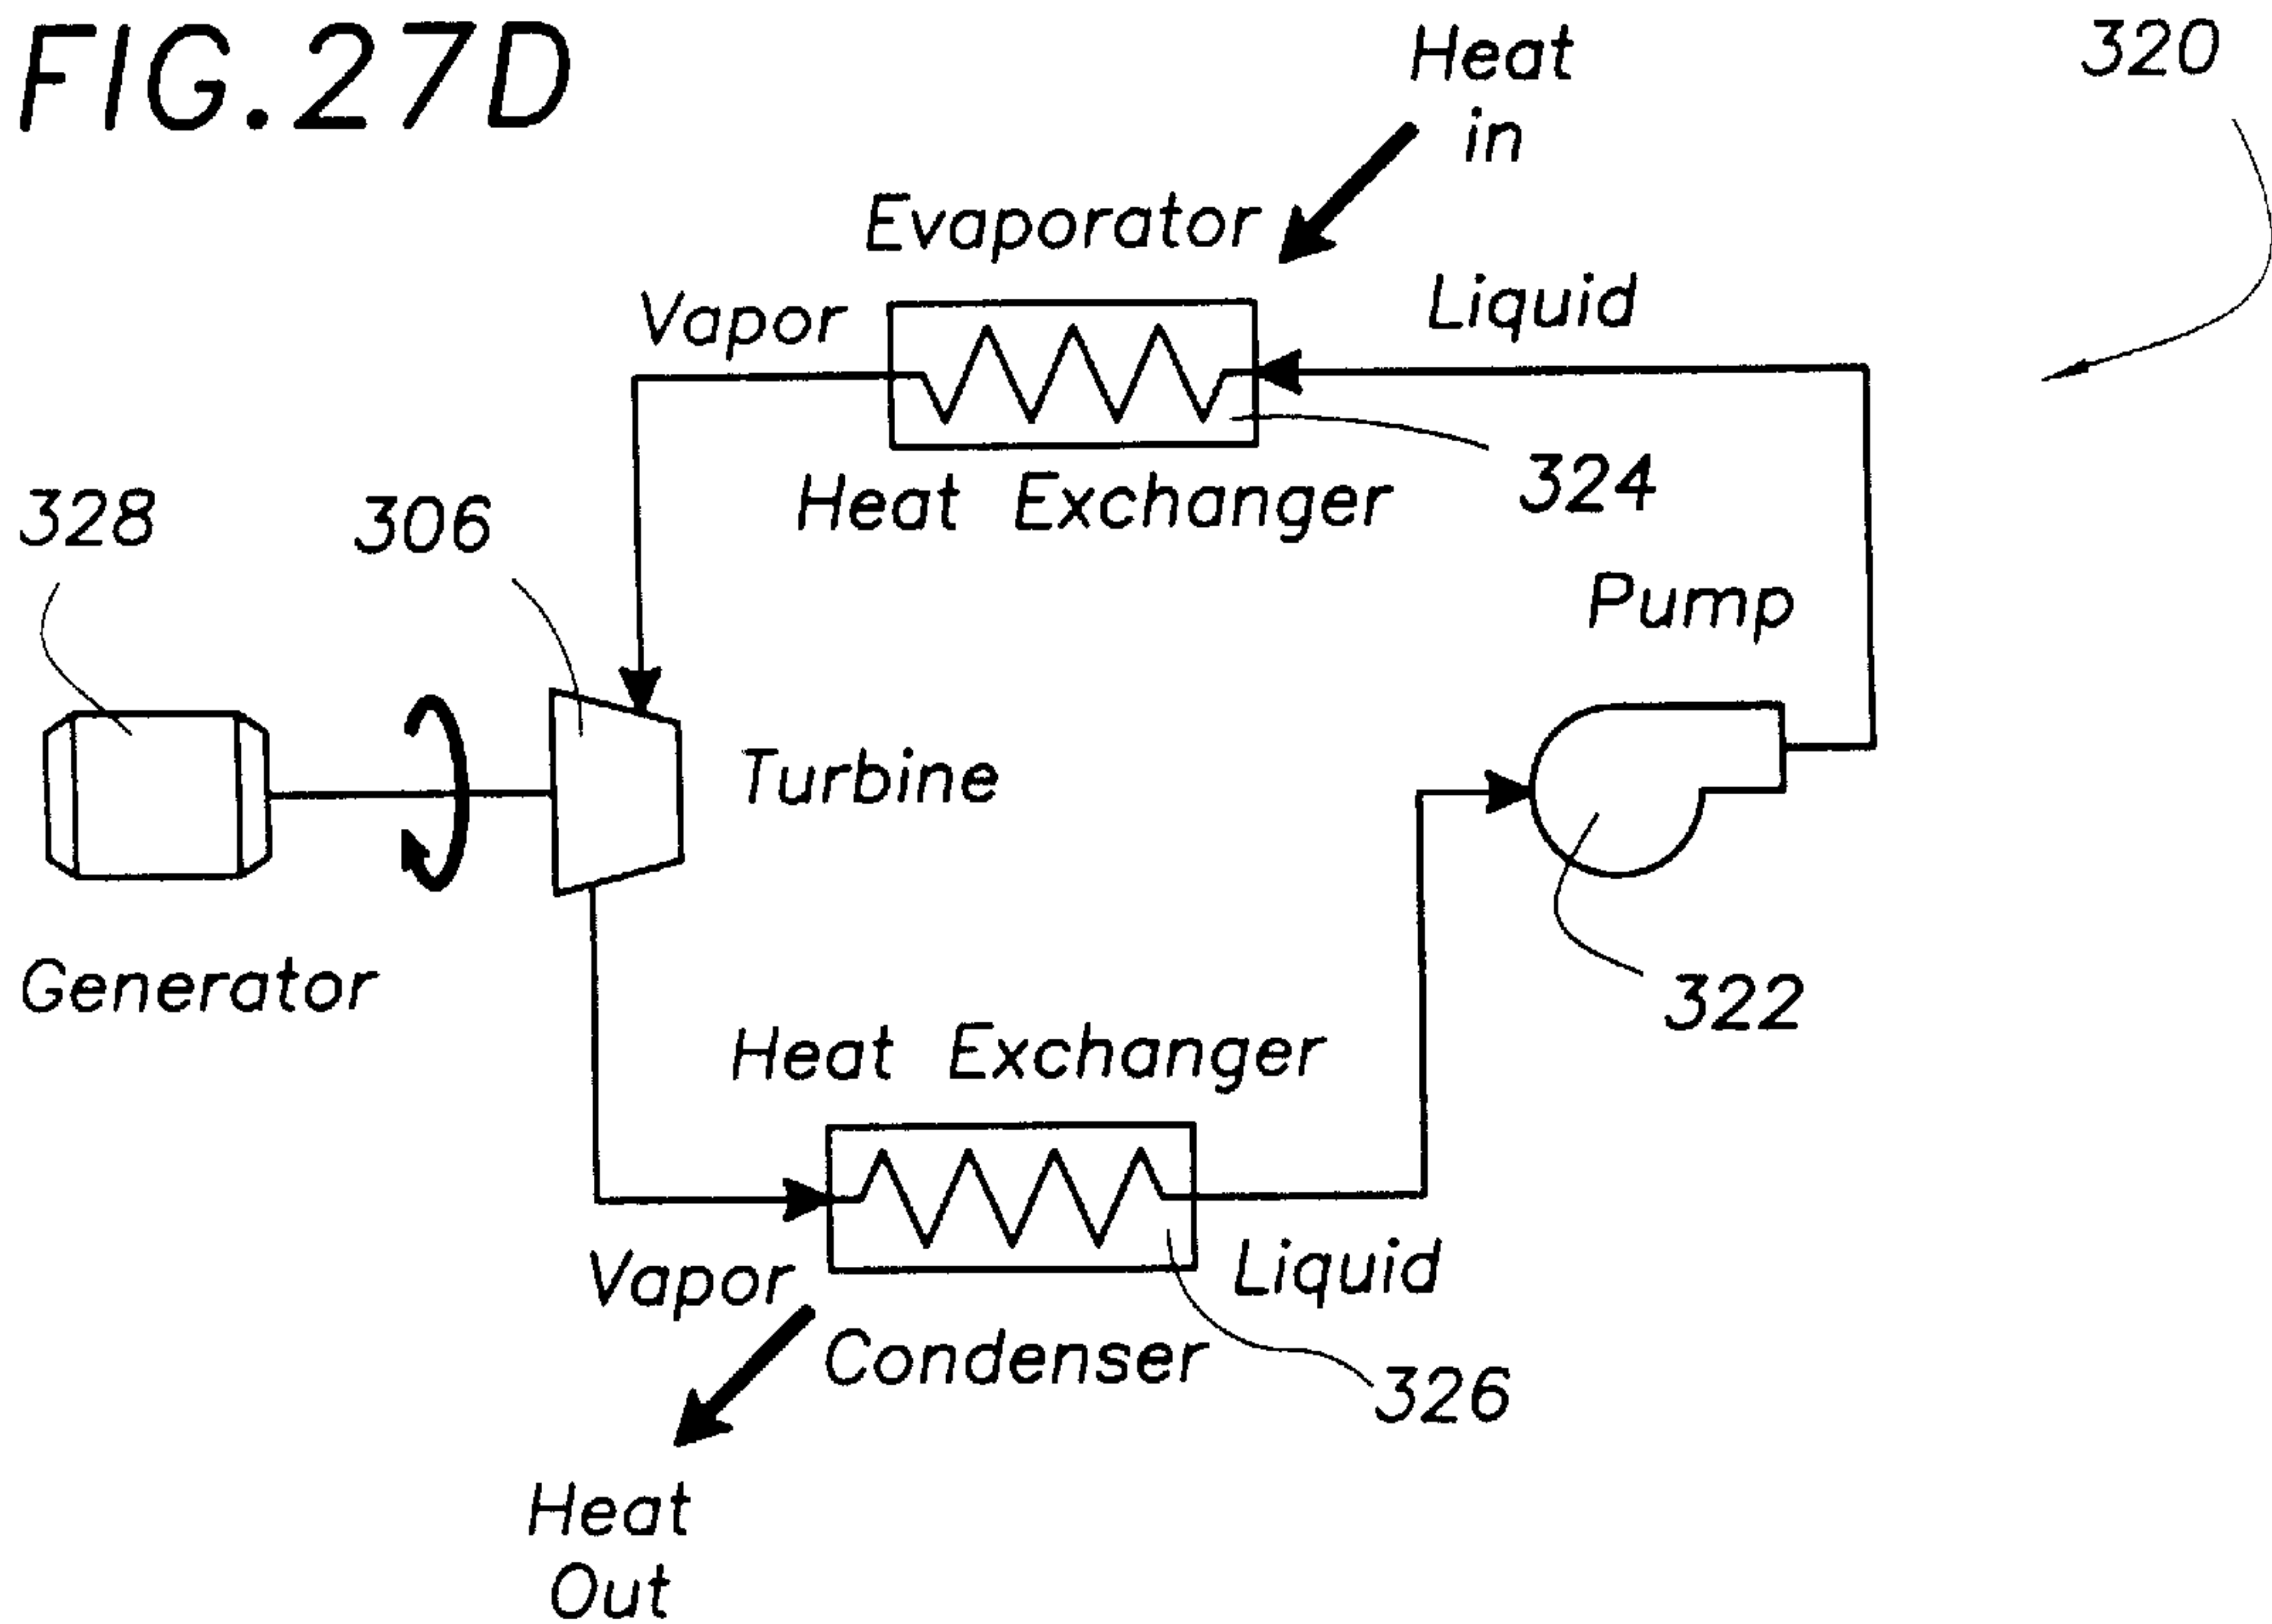 FIG.27D
Heat
in
320
Evaporator
Vapor
Liquid
Heat Exchanger
324
328
306
Pump
Turbine
Generator
322
Heat Exchanger
Vapor
Liquid
Condenser
326
Heat
Out